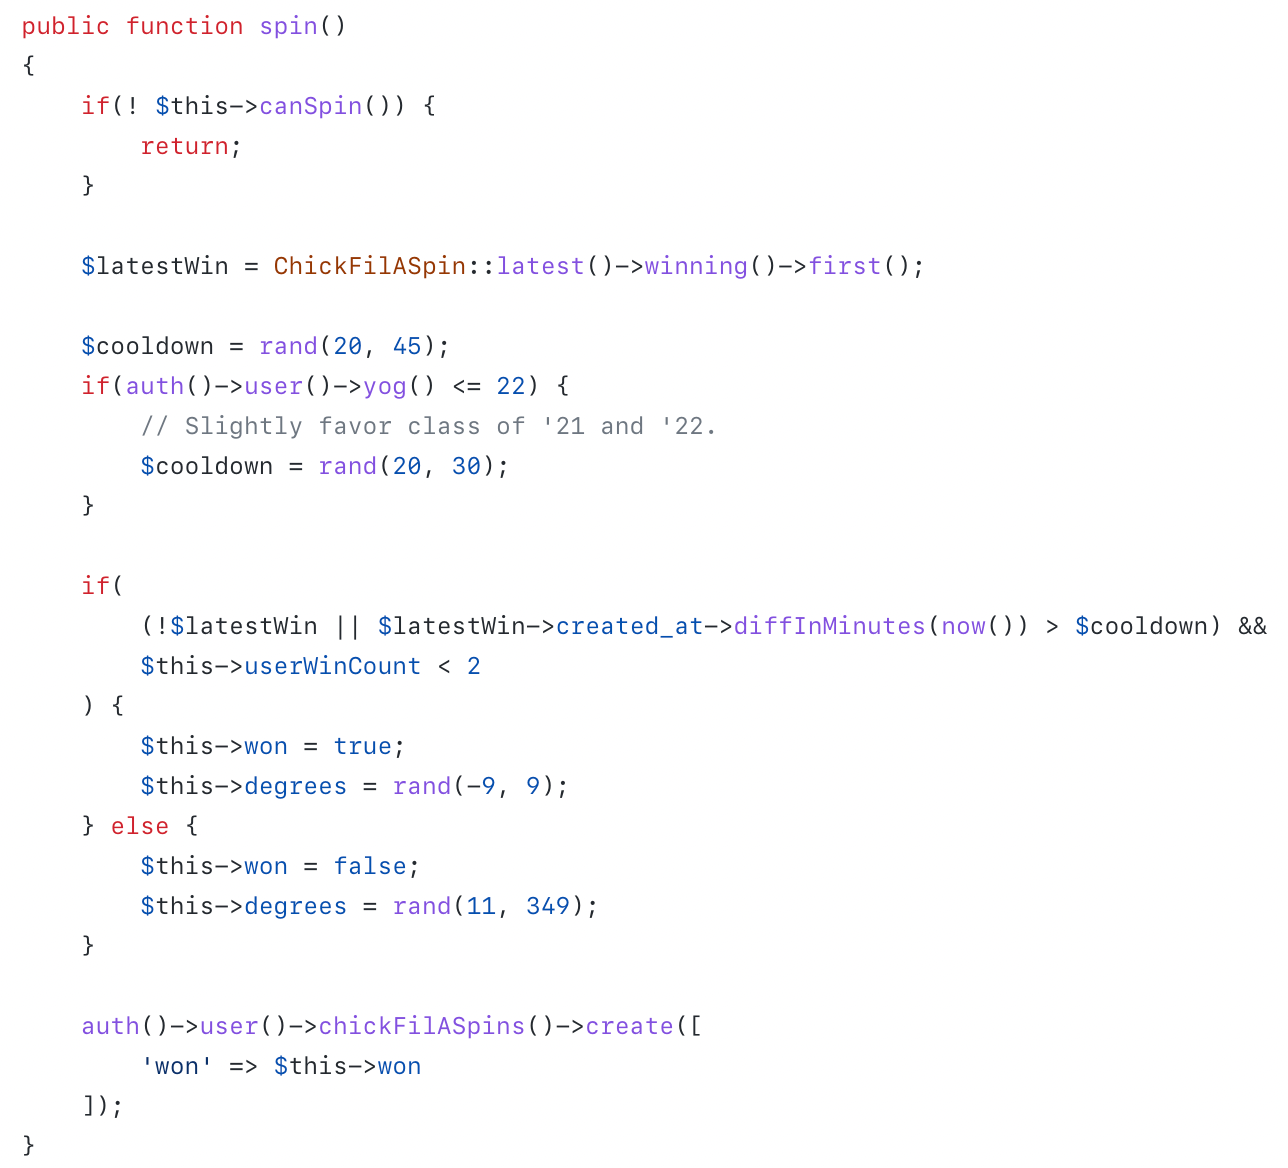 public function spin()
{
    if(! $this->canSpin()) {
        return;
    }

    $latestWin = ChickFilASpin::latest()->winning()->first();

    $cooldown = rand(20, 45);
    if(auth()->user()->yog() <= 22) {
        // Slightly favor class of '21 and '22.
        $cooldown = rand(20, 30);
    }

    if(
        (!$latestWin || $latestWin->created_at->diffInMinutes(now()) > $cooldown) &&
        $this->userWinCount < 2
    ) {
        $this->won = true;
        $this->degrees = rand(-9, 9);
    } else {
        $this->won = false;
        $this->degrees = rand(11, 349);
    }

    auth()->user()->chickFilASpins()->create([
        'won' => $this->won
    ]);
}